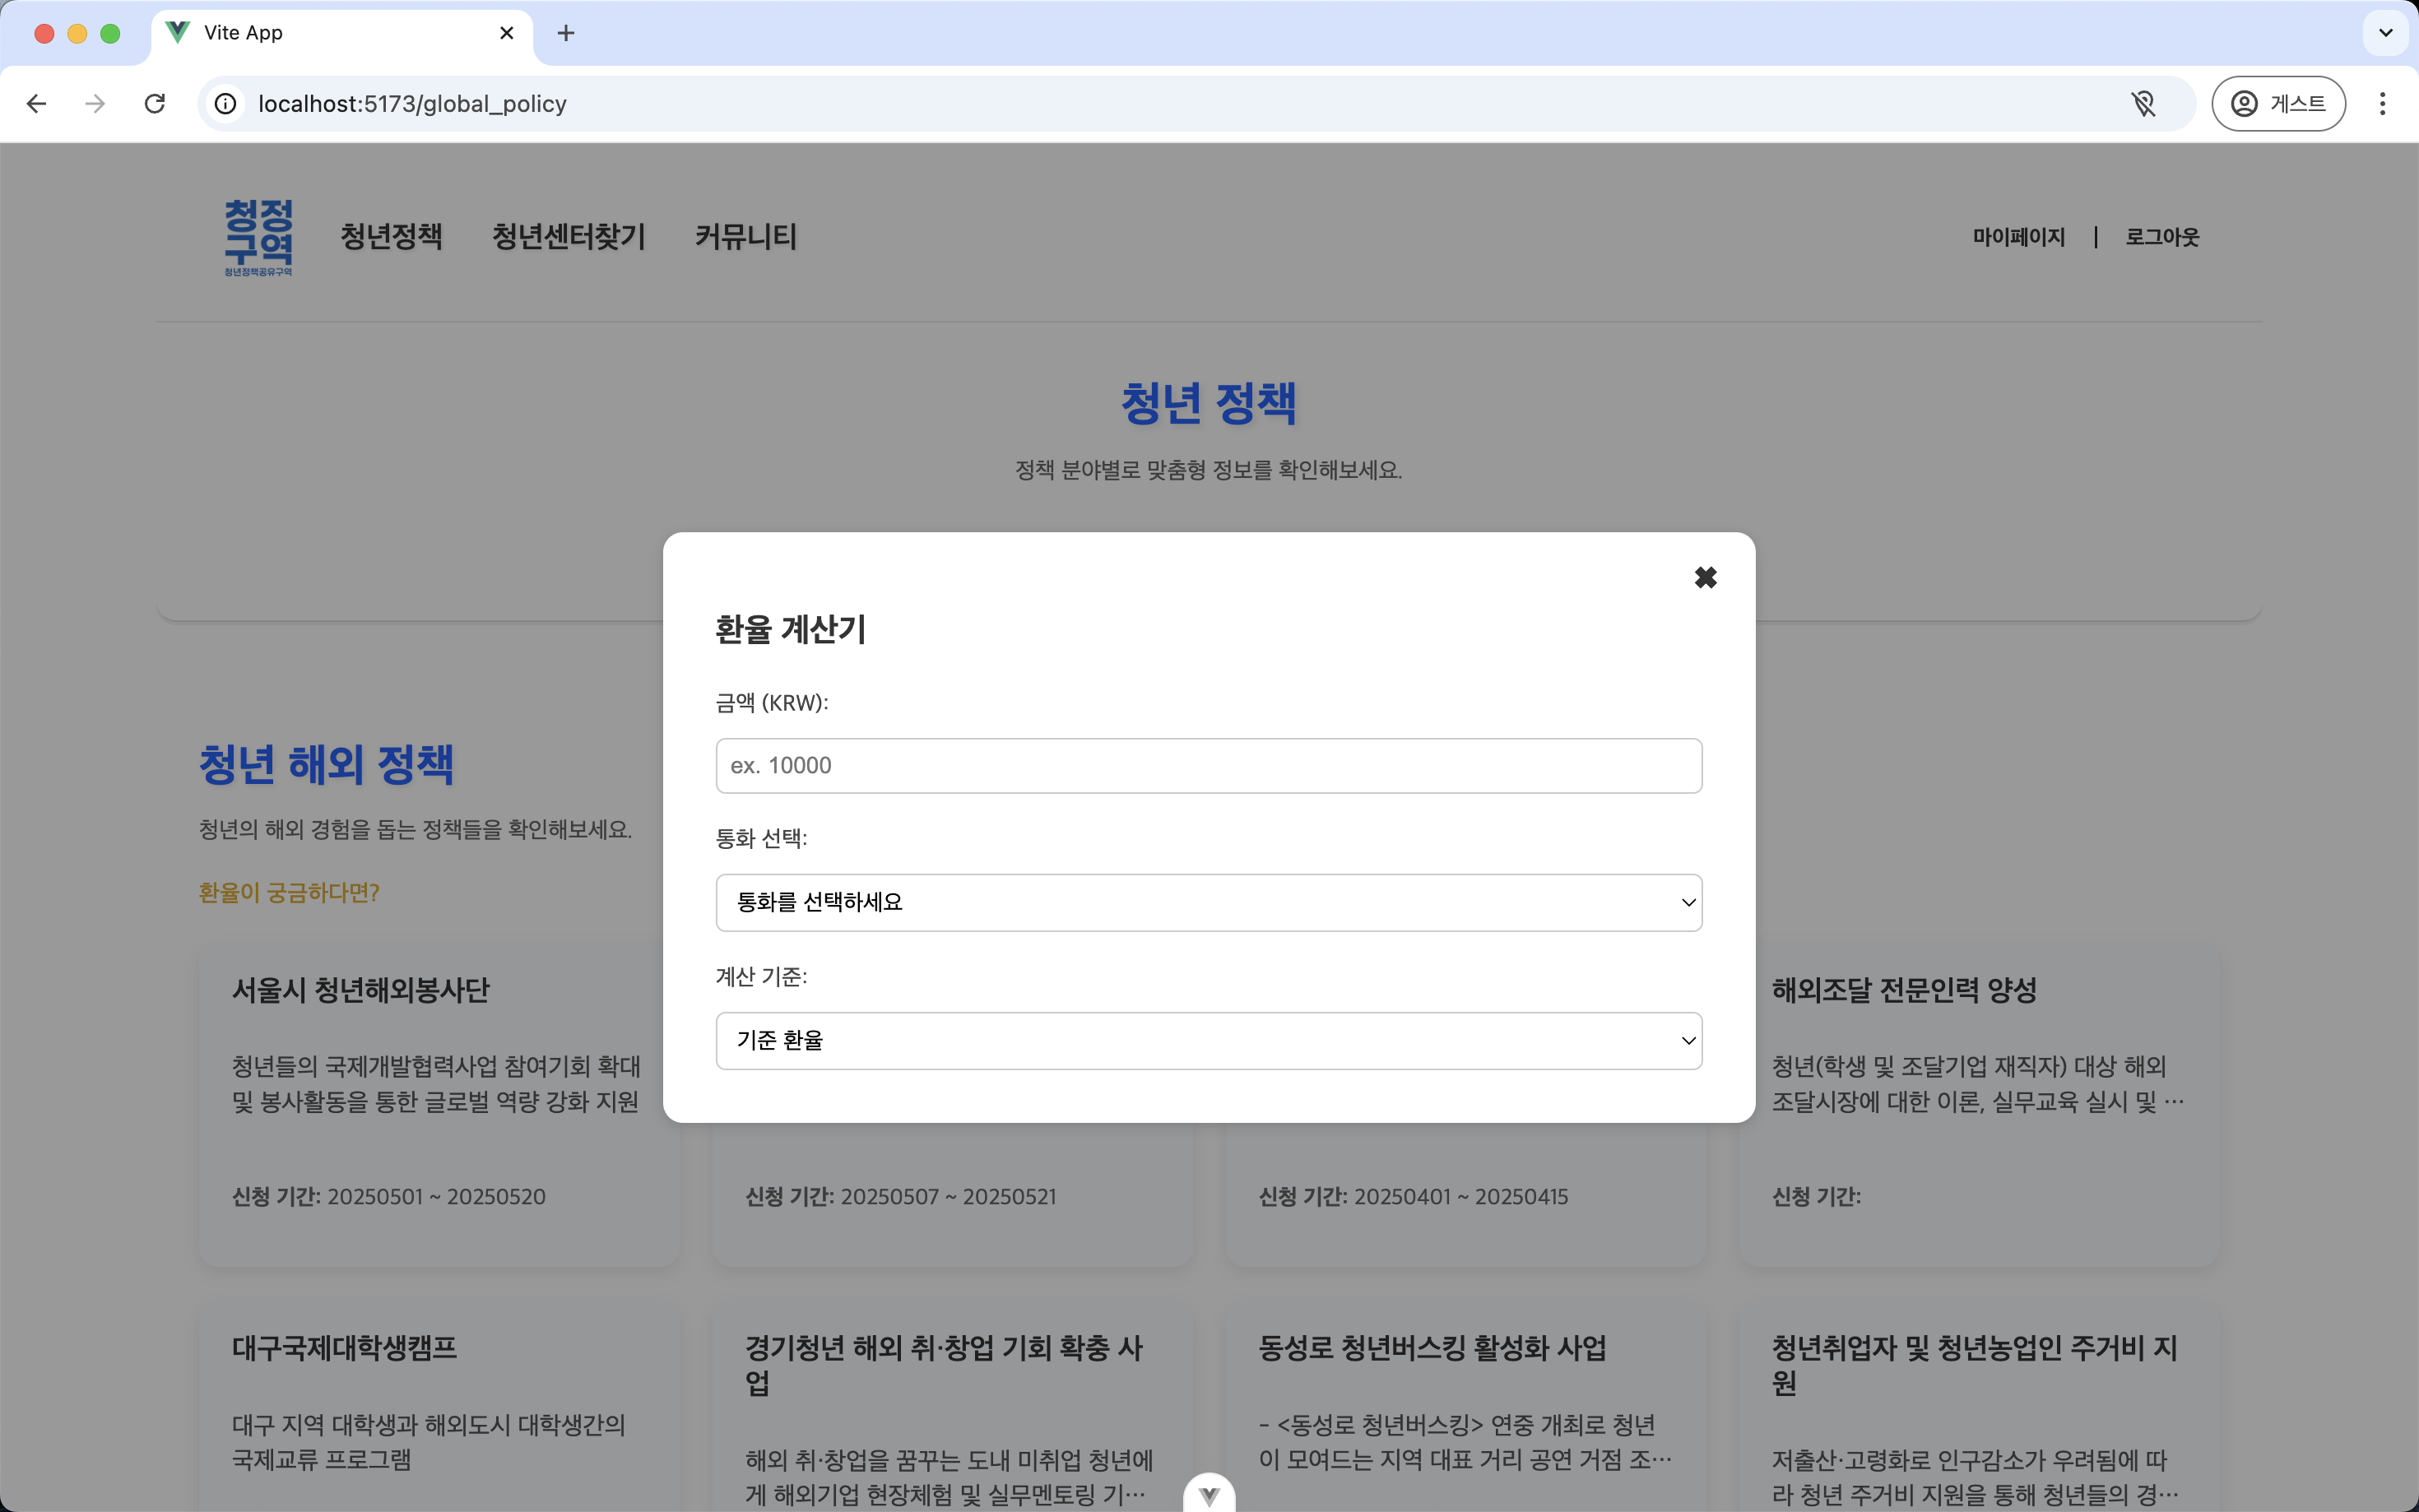 Vite App
localhost:5173/global_policy
게스트
청정
구역
청년정책공유구역
청년정책
청년센터찾기
커뮤니티
마이페이지 | 로그아웃
청년 정책
정책 분야별로 맞춤형 정보를 확인해보세요.
환율 계산기
금액 (KRW):
ex. 10000
통화 선택:
통화를 선택하세요
계산 기준:
기준 환율
청년 해외 정책
청년의 해외 경험을 돕는 정책들을 확인해보세요.
환율이 궁금하다면?
서울시 청년해외봉사단
청년들의 국제개발협력사업 참여기회 확대
및 봉사활동을 통한 글로벌 역량 강화 지원
신청 기간: 20250501 ~ 20250520
신청 기간: 20250507 ~ 20250521
신청 기간: 20250401 ~ 20250415
해외조달 전문인력 양성
청년(학생 및 조달기업 재직자) 대상 해외
조달시장에 대한 이론, 실무교육 실시 및 …
신청 기간:
대구국제대학생캠프
대구 지역 대학생과 해외도시 대학생간의
국제교류 프로그램
경기청년 해외 취·창업 기회 확충 사
업
해외 취·창업을 꿈꾸는 도내 미취업 청년에
게 해외기업 현장체험 및 실무멘토링 기…
동성로 청년버스킹 활성화 사업
- <동성로 청년버스킹> 연중 개최로 청년
이 모여드는 지역 대표 거리 공연 거점 조…
청년취업자 및 청년농업인 주거비 지
원
저출산·고령화로 인구감소가 우려됨에 따
라 청년 주거비 지원을 통해 청년들의 경…